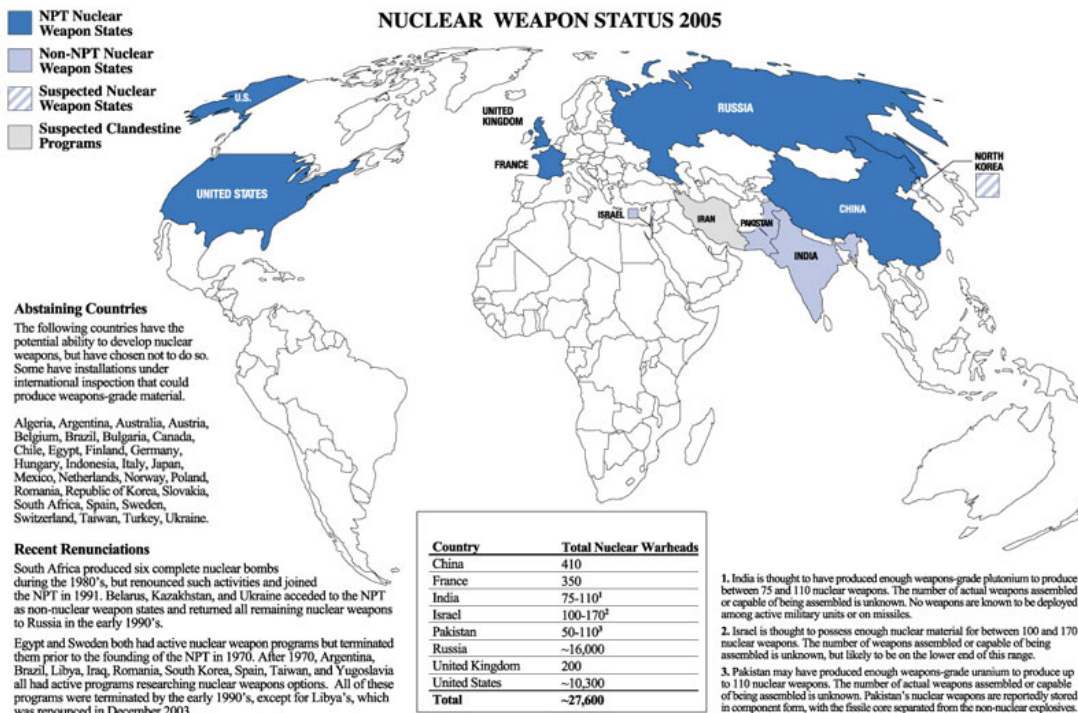 NUCLEAR WEAPON STATUS 2005
NPT Nuclear
Weapon States
Non-NPT Nuclear
Weapon States
Suspected Nuclear
Weapon States
Suspected Clandestine
Programs
U.S.
UNITED STATES
UNITED
KINGDOM
FRANCE
RUSSIA
NORTH
KOREA
CHINA
ISRAEL
IRAN
PAKISTAN
INDIA
Abstaining Countries
The following countries have the
potential ability to develop nuclear
weapons, but have chosen not to do so.
Some have installations under
international inspection that could
produce weapons-grade material.
Algeria, Argentina, Australia, Austria,
Belgium, Brazil, Bulgaria, Canada,
Chile, Egypt, Finland, Germany,
Hungary, Indonesia, Italy, Japan,
Mexico, Netherlands, Norway, Poland,
Romania, Republic of Korea, Slovakia,
South Africa, Spain, Sweden,
Switzerland, Taiwan, Turkey, Ukraine.
Recent Renunciations
South Africa produced six complete nuclear bombs
during the 1980's, but renounced such activities and joined
the NPT in 1991. Belarus, Kazakhstan, and Ukraine acceded to the NPT
as non-nuclear weapon states and returned all remaining nuclear weapons
to Russia in the early 1990's.
Egypt and Sweden both had active nuclear weapon programs but terminated
them prior to the founding of the NPT in 1970. After 1970, Argentina,
Brazil, Libya, Iraq, Romania, South Korea, Spain, Taiwan, and Yugoslavia
all had active programs researching nuclear weapons options. All of these
programs were terminated by the early 1990's, except for Libya's, which
was renounced in December 2003.
Country Total Nuclear Warheads
China 410
France 350
India 75-110¹
Israel 100-170²
Pakistan 50-110³
Russia ~16,000
United Kingdom 200
United States ~10,300
Total ~27,600
1. India is thought to have produced enough weapons-grade plutonium to produce
between 75 and 110 nuclear weapons. The number of actual weapons assembled
or capable of being assembled is unknown. No weapons are known to be deployed
among active military units or on missiles.
2. Israel is thought to possess enough nuclear material for between 100 and 170
nuclear weapons. The number of weapons assembled or capable of being
assembled is unknown, but likely to be on the lower end of this range.
3. Pakistan may have produced enough weapons-grade uranium to produce up
to 110 nuclear weapons. The number of actual weapons assembled or capable
of being assembled is unknown. Pakistan's nuclear weapons are reportedly stored
in component form, with the fissile core separated from the non-nuclear explosives.